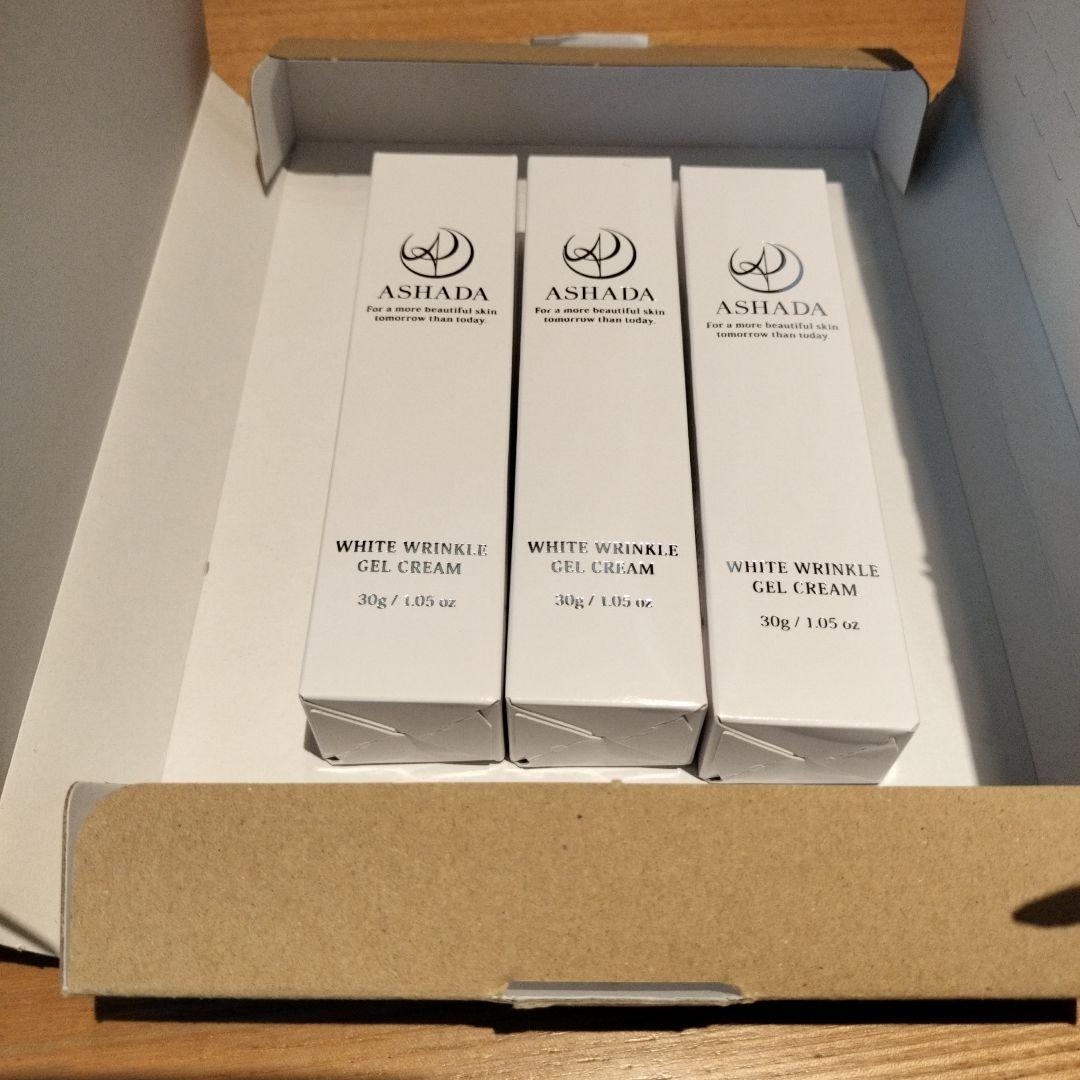 ASHADA
For a more beautiful skin
tomorrow than today.
WHITE WRINKLE
GEL CREAM
30g / 1.05 oz
ASHADA
For a more beautiful skin
tomorrow than today.
WHITE WRINKLE
GEL CREAM
30g / 1.05 oz
ASHADA
For a more beautiful skin
tomorrow than today.
WHITE WRINKLE
GEL CREAM
30g / 1.05 oz